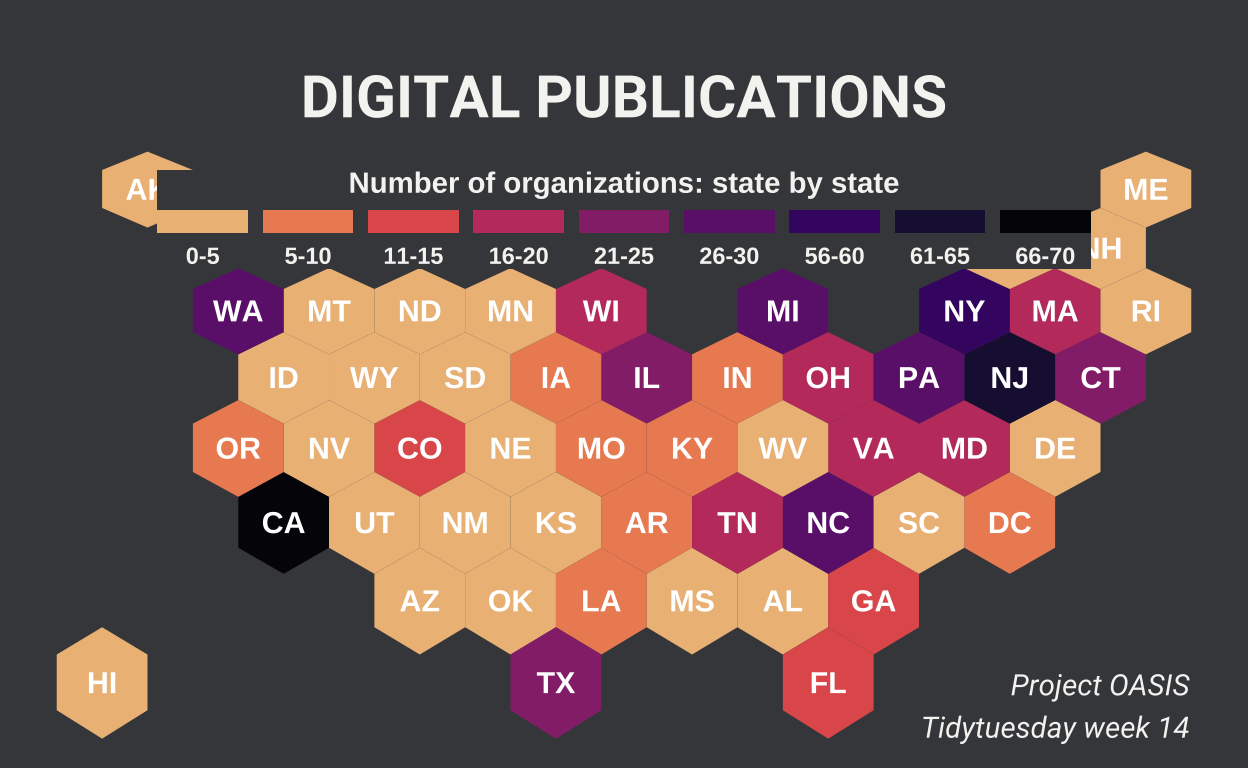 DIGITAL PUBLICATIONS
Number of organizations: state by state
0-5 5-10 11-15 16-20 21-25 26-30 56-60 61-65 66-70
AK ME
NH
WA MT ND MN WI MI NY MA RI
ID WY SD IA IL IN OH PA NJ CT
OR NV CO NE MO KY WV VA MD DE
CA UT NM KS AR TN NC SC DC
AZ OK LA MS AL GA
HI TX FL
Project OASIS
Tidytuesday week 14